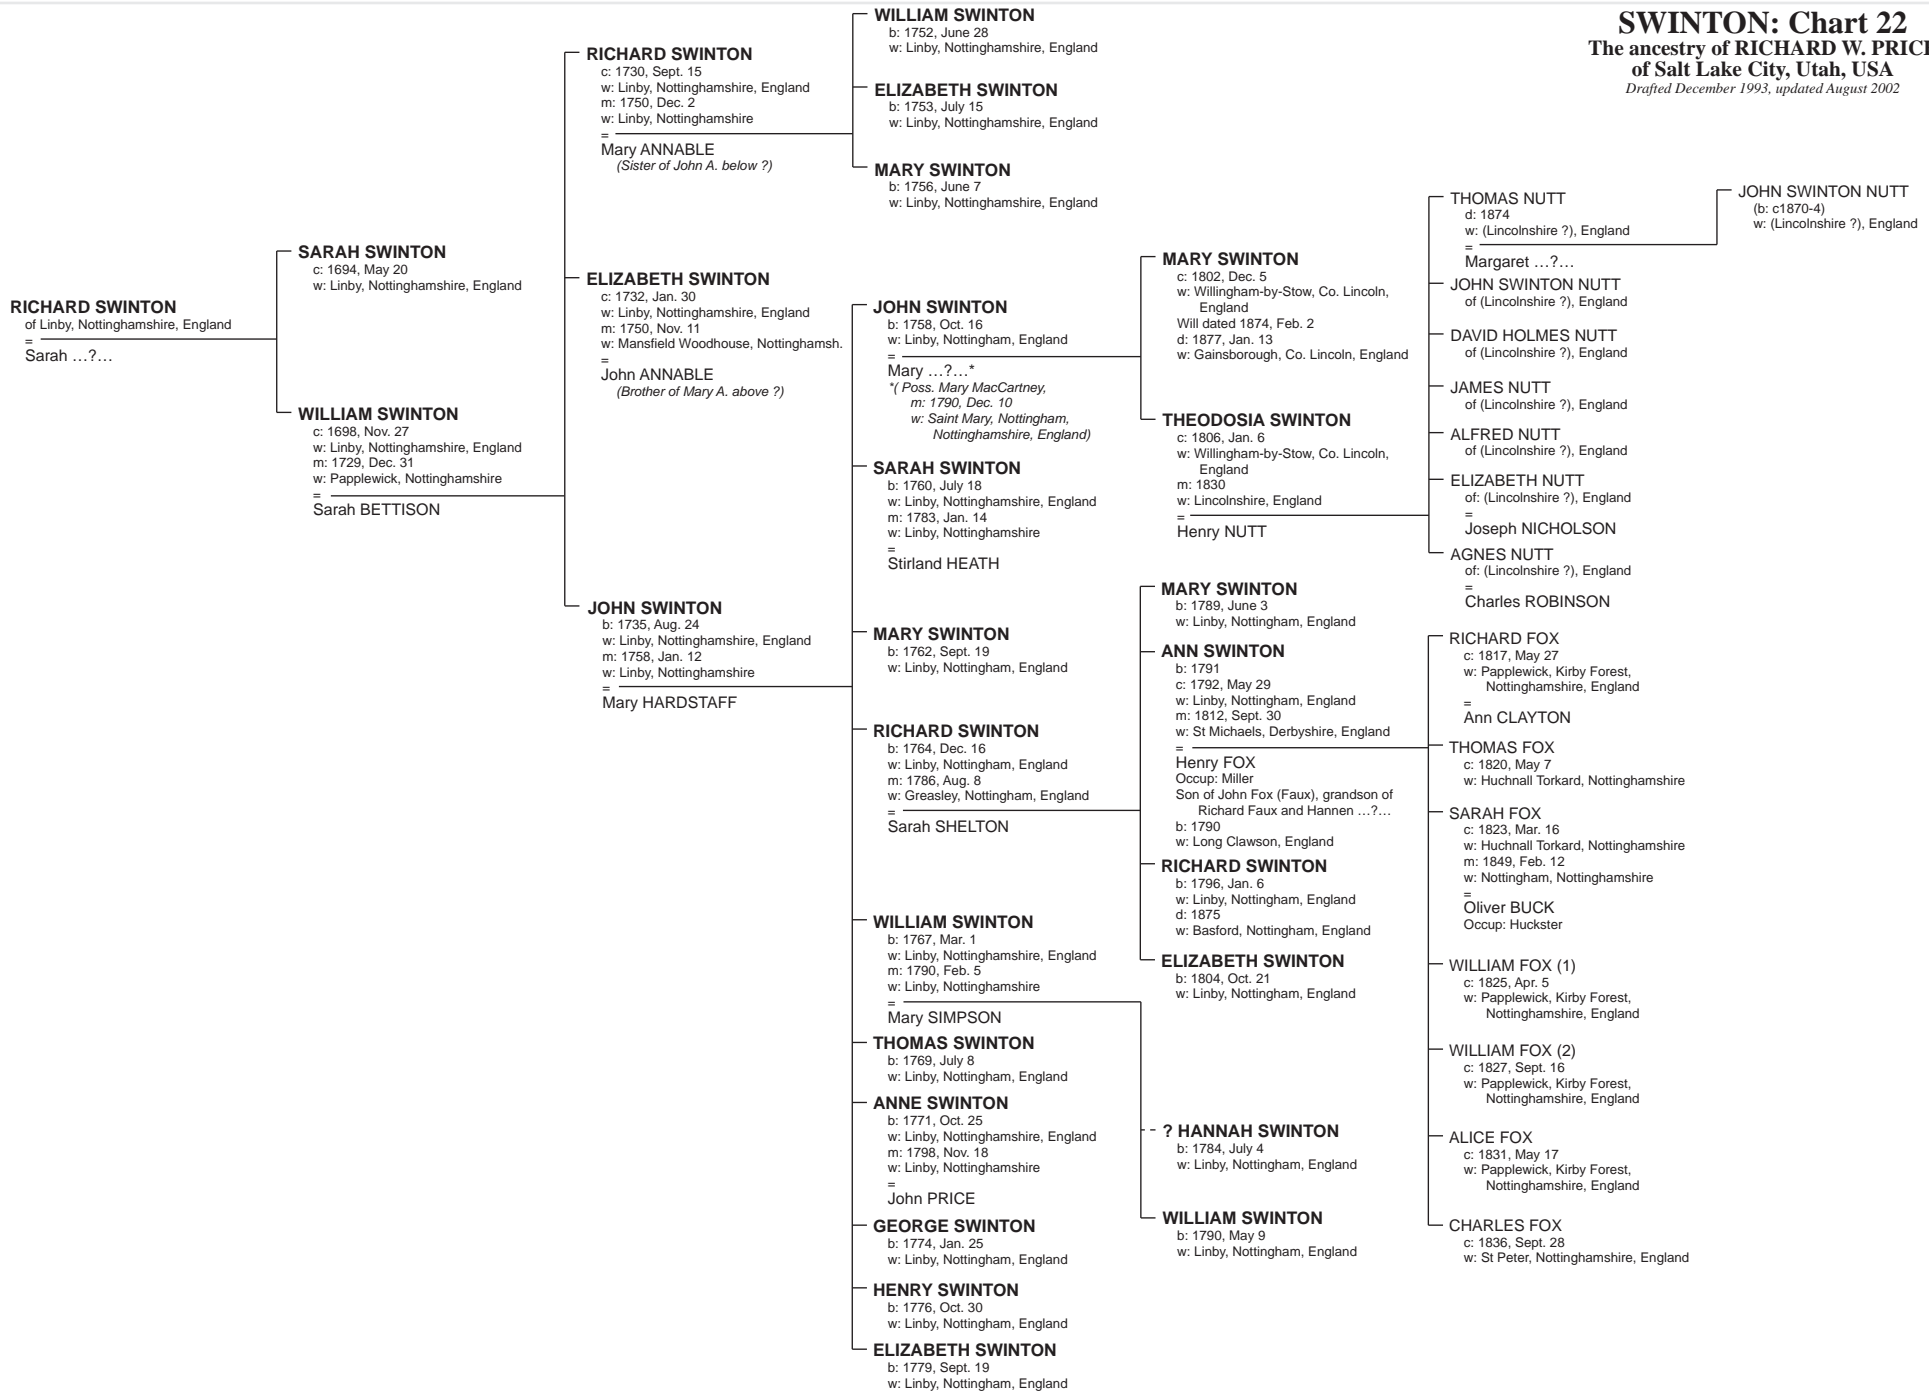 SWINTON: Chart 22
The ancestry of RICHARD W. PRICE
of Salt Lake City, Utah, USA
Drafted December 1993, updated August 2002
RICHARD SWINTON
of Linby, Nottinghamshire, England
=
Sarah …?…
SARAH SWINTON
c: 1694, May 20
w: Linby, Nottinghamshire, England
WILLIAM SWINTON
c: 1698, Nov. 27
w: Linby, Nottinghamshire, England
m: 1729, Dec. 31
w: Papplewick, Nottinghamshire
=
Sarah BETTISON
RICHARD SWINTON
c: 1730, Sept. 15
w: Linby, Nottinghamshire, England
m: 1750, Dec. 2
w: Linby, Nottinghamshire
=
Mary ANNABLE
(Sister of John A. below ?)
ELIZABETH SWINTON
c: 1732, Jan. 30
w: Linby, Nottinghamshire, England
m: 1750, Nov. 11
w: Mansfield Woodhouse, Nottinghamsh.
=
John ANNABLE
(Brother of Mary A. above ?)
JOHN SWINTON
b: 1735, Aug. 24
w: Linby, Nottinghamshire, England
m: 1758, Jan. 12
w: Linby, Nottinghamshire
=
Mary HARDSTAFF
WILLIAM SWINTON
b: 1752, June 28
w: Linby, Nottinghamshire, England
ELIZABETH SWINTON
b: 1753, July 15
w: Linby, Nottinghamshire, England
MARY SWINTON
b: 1756, June 7
w: Linby, Nottinghamshire, England
JOHN SWINTON
b: 1758, Oct. 16
w: Linby, Nottingham, England
=
Mary …?…*
*( Poss. Mary MacCartney,
m: 1790, Dec. 10
w: Saint Mary, Nottingham,
Nottinghamshire, England)
SARAH SWINTON
b: 1760, July 18
w: Linby, Nottinghamshire, England
m: 1783, Jan. 14
w: Linby, Nottinghamshire
=
Stirland HEATH
MARY SWINTON
b: 1762, Sept. 19
w: Linby, Nottingham, England
RICHARD SWINTON
b: 1764, Dec. 16
w: Linby, Nottingham, England
m: 1786, Aug. 8
w: Greasley, Nottingham, England
=
Sarah SHELTON
WILLIAM SWINTON
b: 1767, Mar. 1
w: Linby, Nottinghamshire, England
m: 1790, Feb. 5
w: Linby, Nottinghamshire
=
Mary SIMPSON
THOMAS SWINTON
b: 1769, July 8
w: Linby, Nottingham, England
ANNE SWINTON
b: 1771, Oct. 25
w: Linby, Nottinghamshire, England
m: 1798, Nov. 18
w: Linby, Nottinghamshire
=
John PRICE
GEORGE SWINTON
b: 1774, Jan. 25
w: Linby, Nottingham, England
HENRY SWINTON
b: 1776, Oct. 30
w: Linby, Nottingham, England
ELIZABETH SWINTON
b: 1779, Sept. 19
w: Linby, Nottingham, England
MARY SWINTON
c: 1802, Dec. 5
w: Willingham-by-Stow, Co. Lincoln,
England
Will dated 1874, Feb. 2
d: 1877, Jan. 13
w: Gainsborough, Co. Lincoln, England
THEODOSIA SWINTON
c: 1806, Jan. 6
w: Willingham-by-Stow, Co. Lincoln,
England
m: 1830
w: Lincolnshire, England
=
Henry NUTT
MARY SWINTON
b: 1789, June 3
w: Linby, Nottingham, England
ANN SWINTON
b: 1791
c: 1792, May 29
w: Linby, Nottingham, England
m: 1812, Sept. 30
w: St Michaels, Derbyshire, England
=
Henry FOX
Occup: Miller
Son of John Fox (Faux), grandson of
Richard Faux and Hannen …?…
b: 1790
w: Long Clawson, England
RICHARD SWINTON
b: 1796, Jan. 6
w: Linby, Nottingham, England
d: 1875
w: Basford, Nottingham, England
ELIZABETH SWINTON
b: 1804, Oct. 21
w: Linby, Nottingham, England
? HANNAH SWINTON
b: 1784, July 4
w: Linby, Nottingham, England
WILLIAM SWINTON
b: 1790, May 9
w: Linby, Nottingham, England
THOMAS NUTT
d: 1874
w: (Lincolnshire ?), England
=
Margaret …?…
JOHN SWINTON NUTT
of (Lincolnshire ?), England
DAVID HOLMES NUTT
of (Lincolnshire ?), England
JAMES NUTT
of (Lincolnshire ?), England
ALFRED NUTT
of (Lincolnshire ?), England
ELIZABETH NUTT
of: (Lincolnshire ?), England
=
Joseph NICHOLSON
AGNES NUTT
of: (Lincolnshire ?), England
=
Charles ROBINSON
RICHARD FOX
c: 1817, May 27
w: Papplewick, Kirby Forest,
Nottinghamshire, England
=
Ann CLAYTON
THOMAS FOX
c: 1820, May 7
w: Huchnall Torkard, Nottinghamshire
SARAH FOX
c: 1823, Mar. 16
w: Huchnall Torkard, Nottinghamshire
m: 1849, Feb. 12
w: Nottingham, Nottinghamshire
=
Oliver BUCK
Occup: Huckster
WILLIAM FOX (1)
c: 1825, Apr. 5
w: Papplewick, Kirby Forest,
Nottinghamshire, England
WILLIAM FOX (2)
c: 1827, Sept. 16
w: Papplewick, Kirby Forest,
Nottinghamshire, England
ALICE FOX
c: 1831, May 17
w: Papplewick, Kirby Forest,
Nottinghamshire, England
CHARLES FOX
c: 1836, Sept. 28
w: St Peter, Nottinghamshire, England
JOHN SWINTON NUTT
(b: c1870-4)
w: (Lincolnshire ?), England